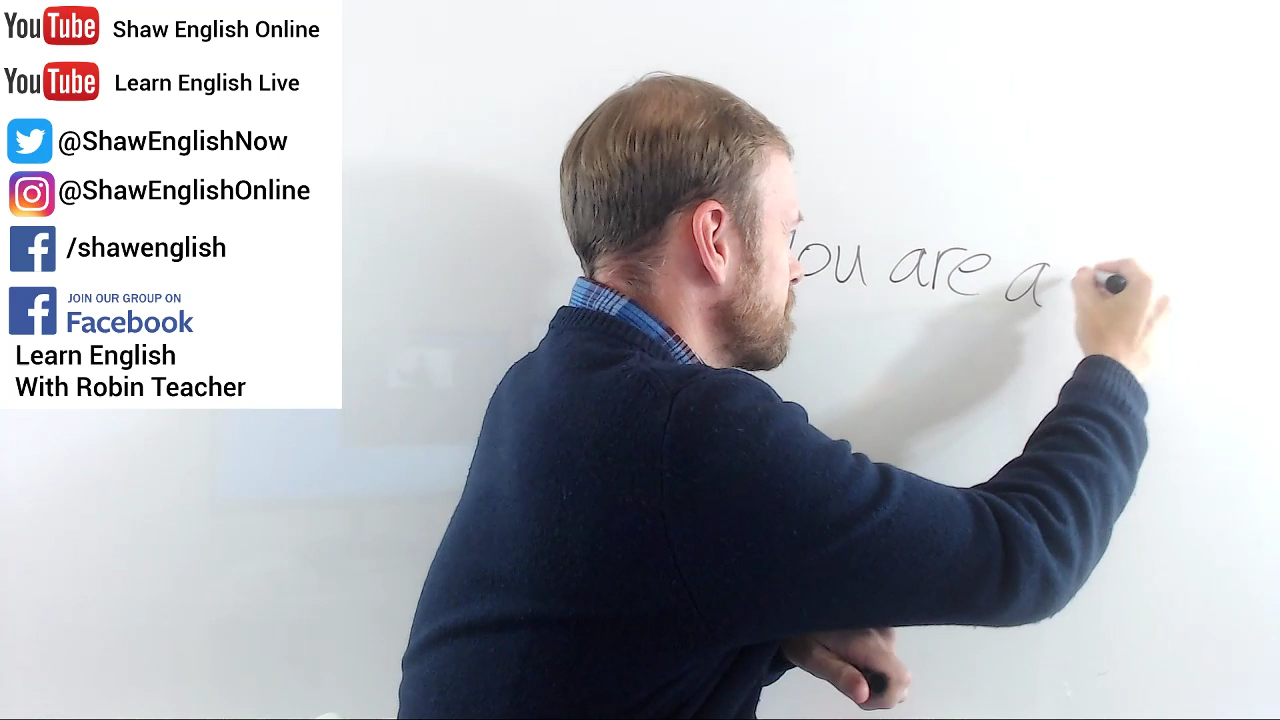 YouTube Shaw English Online
YouTube Learn English Live
@ShawEnglishNow
@ShawEnglishOnline
/shawenglish
JOIN OUR GROUP ON
Facebook
Learn English
With Robin Teacher
You are a